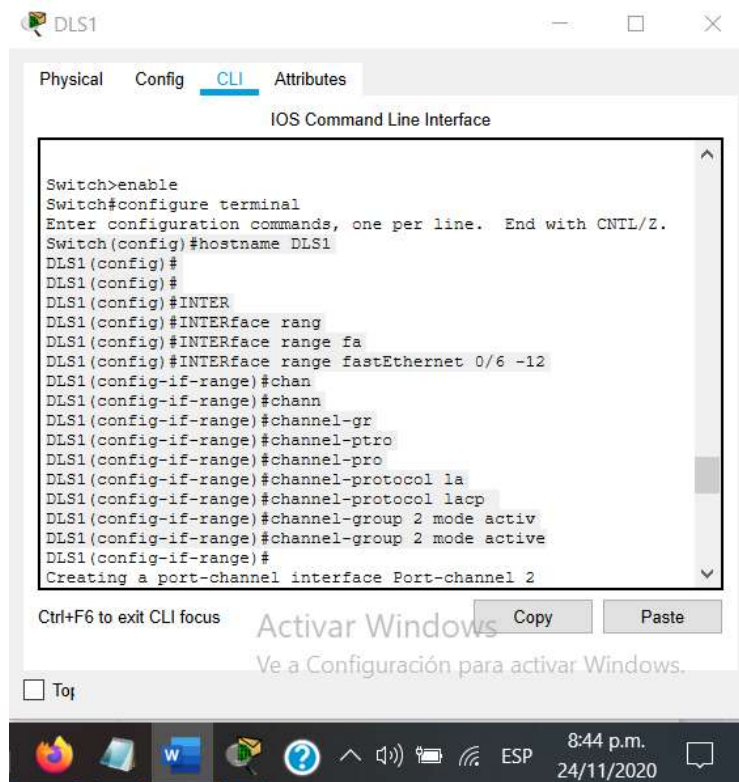 DLS1
Physical Config CLI Attributes
IOS Command Line Interface
Switch>enable
Switch#configure terminal
Enter configuration commands, one per line.  End with CNTL/Z.
Switch(config)#hostname DLS1
DLS1(config)#
DLS1(config)#
DLS1(config)#INTER
DLS1(config)#INTERface rang
DLS1(config)#INTERface range fa
DLS1(config)#INTERface range fastEthernet 0/6 -12
DLS1(config-if-range)#chan
DLS1(config-if-range)#chann
DLS1(config-if-range)#channel-gr
DLS1(config-if-range)#channel-ptro
DLS1(config-if-range)#channel-pro
DLS1(config-if-range)#channel-protocol la
DLS1(config-if-range)#channel-protocol lacp
DLS1(config-if-range)#channel-group 2 mode activ
DLS1(config-if-range)#channel-group 2 mode active
DLS1(config-if-range)#
Creating a port-channel interface Port-channel 2
Ctrl+F6 to exit CLI focus
Copy Paste
Activar Windows
Ve a Configuración para activar Windows.
Top
W ? ESP 8:44 p.m.
24/11/2020